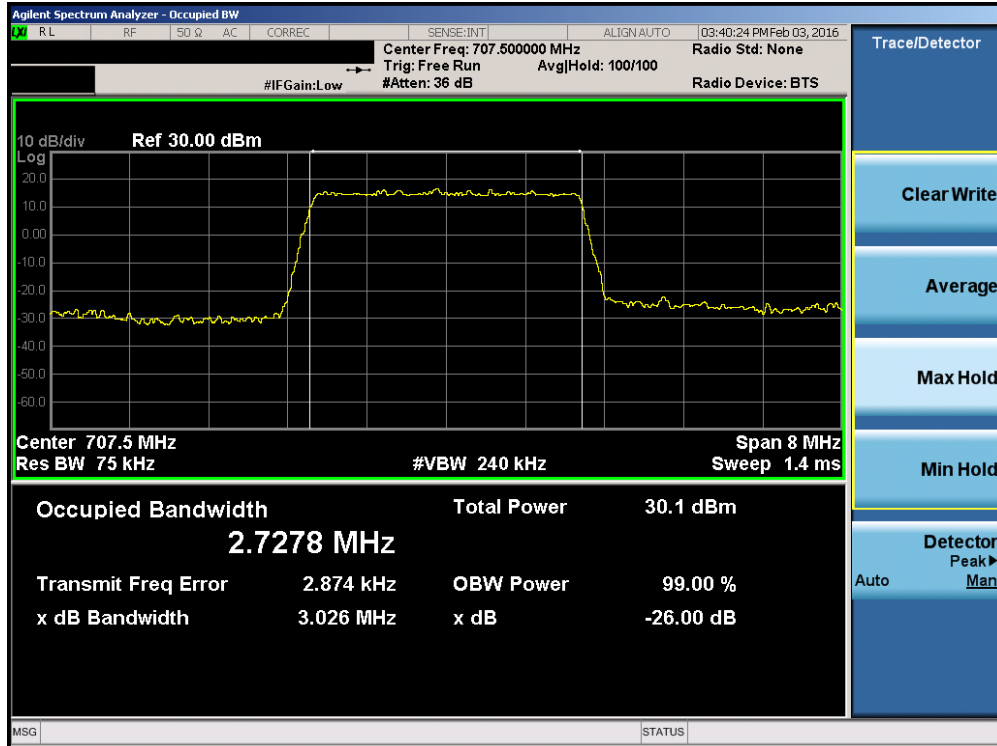 Agilent Spectrum Analyzer - Occupied BW
LXI RL RF 50 Ω AC CORREC SENSE:INT ALIGN AUTO 03:40:24 PM Feb 03, 2016
Center Freq: 707.500000 MHz Radio Std: None
Trig: Free Run Avg|Hold: 100/100
#IFGain:Low #Atten: 36 dB Radio Device: BTS
10 dB/div Ref 30.00 dBm
Log
20.0
10.0
0.00
-10.0
-20.0
-30.0
-40.0
-50.0
-60.0
Center 707.5 MHz Span 8 MHz
Res BW 75 kHz #VBW 240 kHz Sweep 1.4 ms
Occupied Bandwidth Total Power 30.1 dBm
2.7278 MHz
Transmit Freq Error 2.874 kHz OBW Power 99.00 %
x dB Bandwidth 3.026 MHz x dB -26.00 dB
MSG STATUS
Trace/Detector
Clear Write
Average
Max Hold
Min Hold
Detector
Peak▶
Auto Man